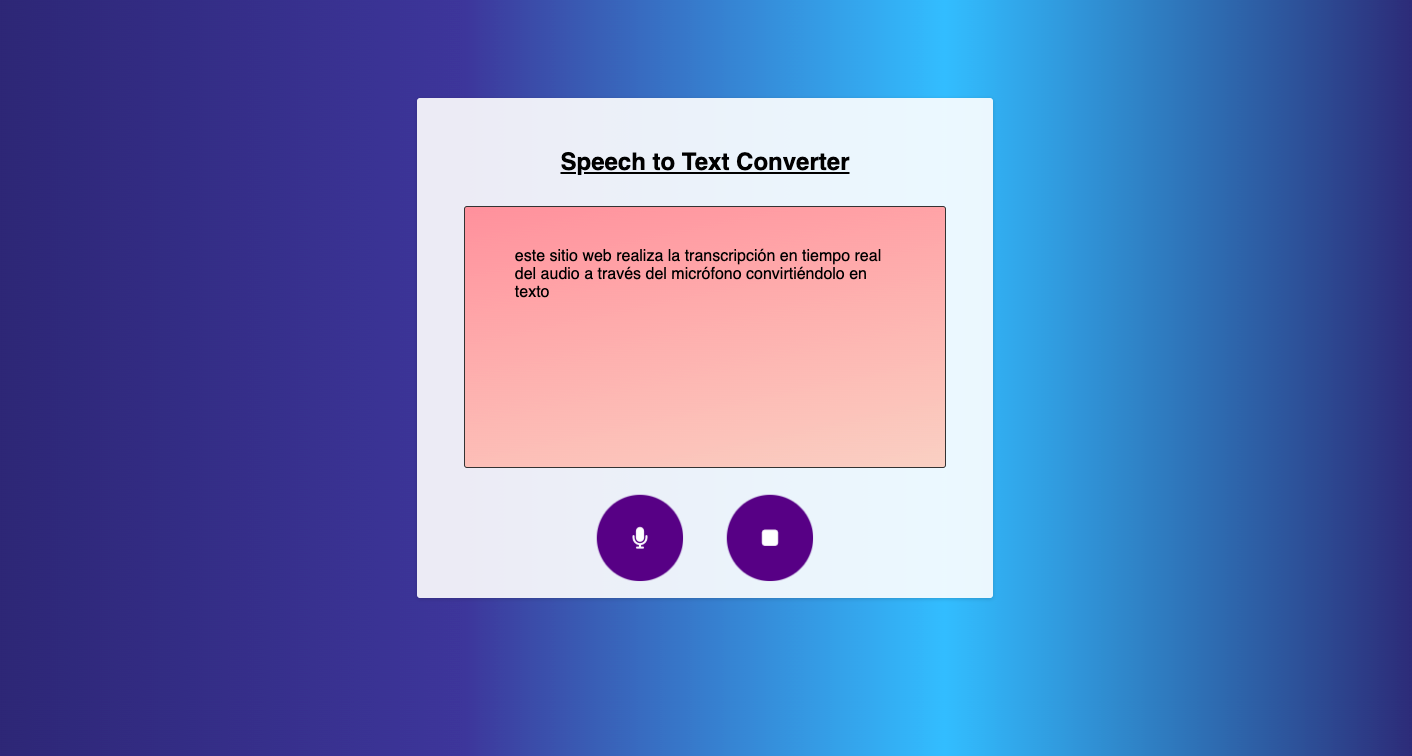 Speech to Text Converter
este sitio web realiza la transcripción en tiempo real
del audio a través del micrófono convirtiéndolo en
texto